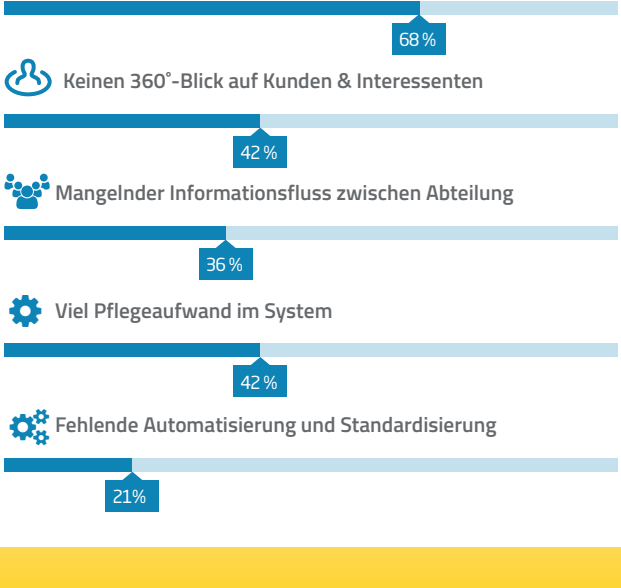 68 %
Keinen 360°-Blick auf Kunden & Interessenten
42 %
Mangelnder Informationsfluss zwischen Abteilung
36 %
Viel Pflegeaufwand im System
42 %
Fehlende Automatisierung und Standardisierung
21%